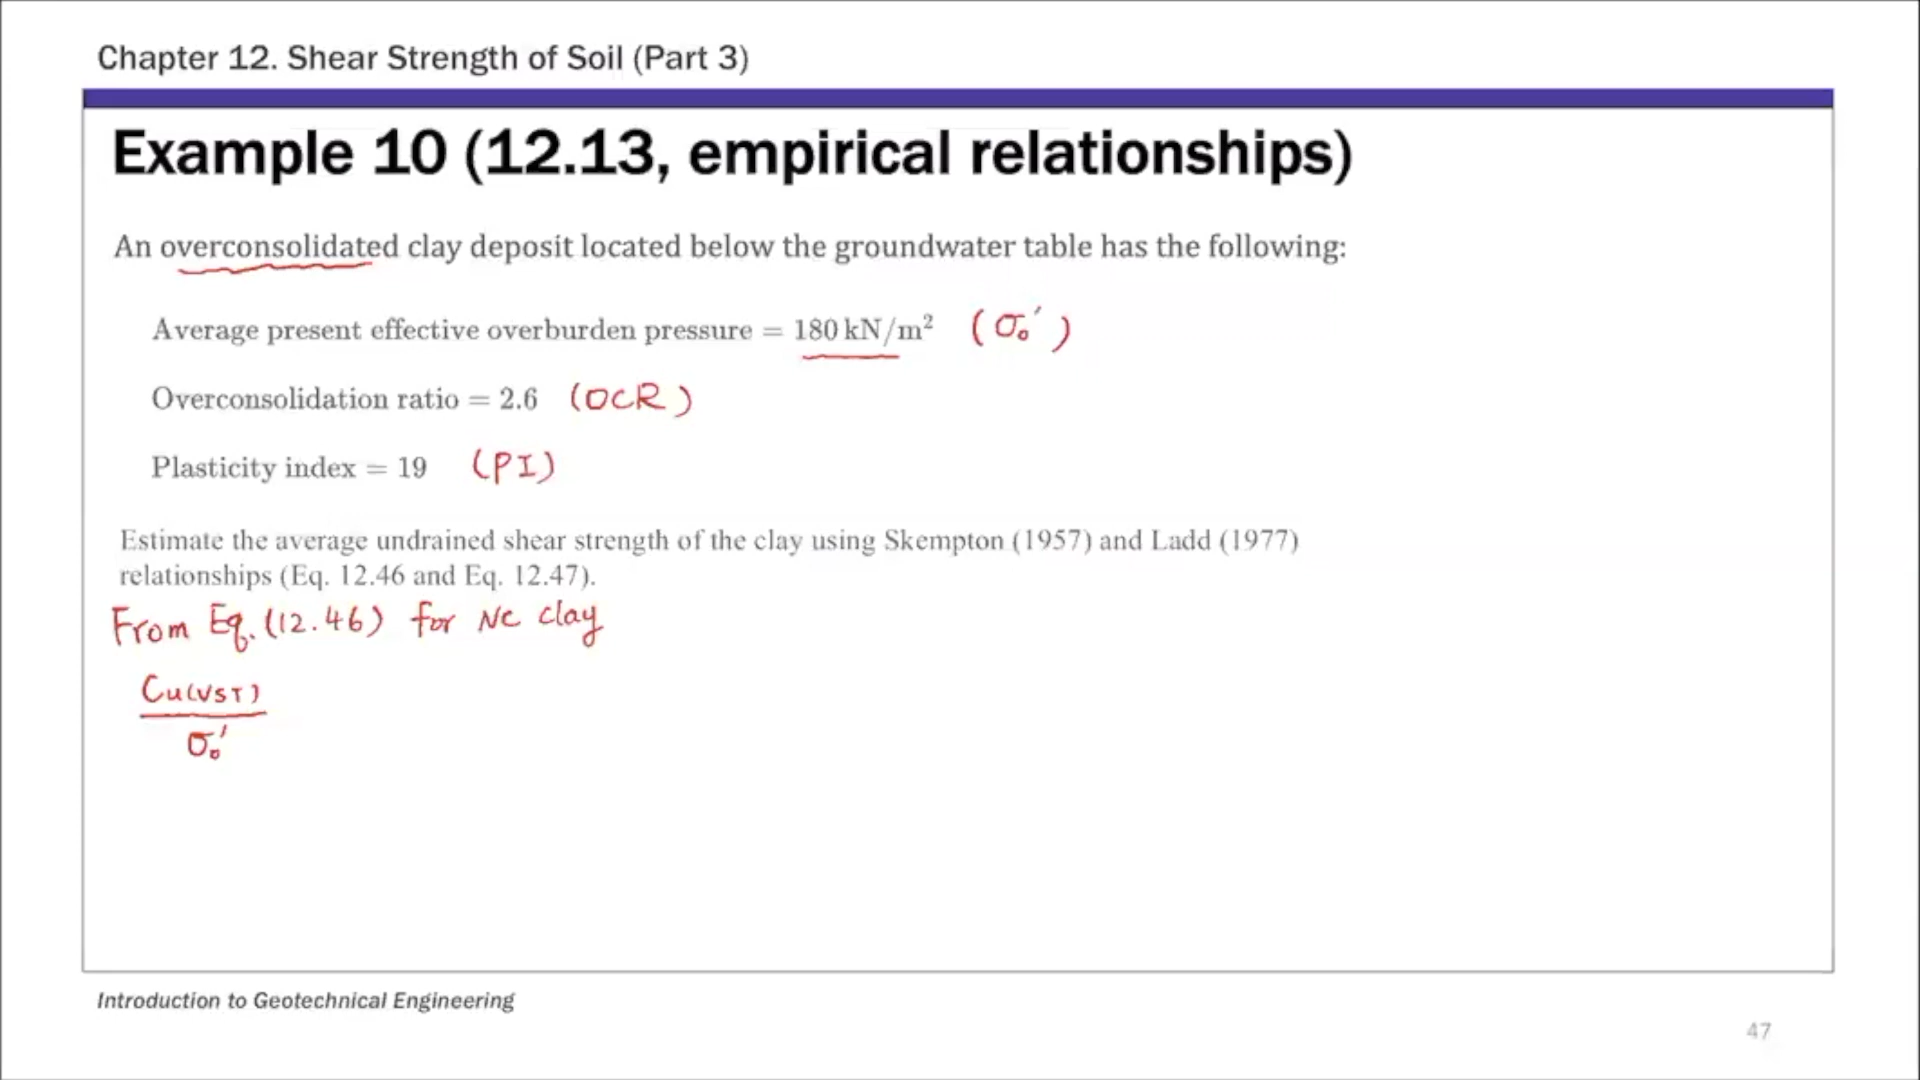 Chapter 12. Shear Strength of Soil (Part 3)
Example 10 (12.13, empirical relationships)
An overconsolidated clay deposit located below the groundwater table has the following:
Average present effective overburden pressure = 180 kN/m² (σ₀′)
Overconsolidation ratio = 2.6 (OCR)
Plasticity index = 19 (PI)
Estimate the average undrained shear strength of the clay using Skempton (1957) and Ladd (1977)
relationships (Eq. 12.46 and Eq. 12.47).
From Eq. (12.46) for NC clay
Cu(VST)
σ₀′
Introduction to Geotechnical Engineering
47